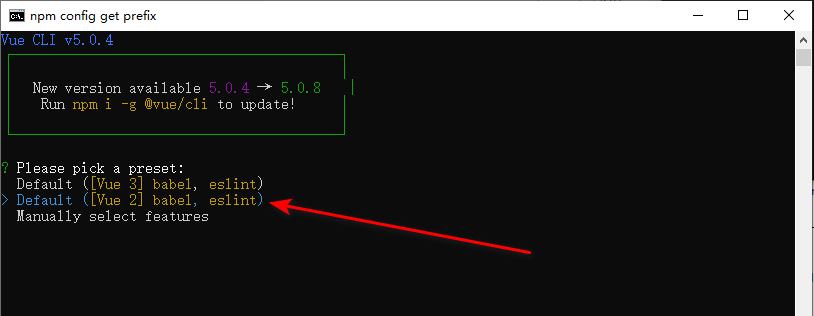 npm config get prefix
Vue CLI v5.0.4
New version available 5.0.4 → 5.0.8
Run npm i -g @vue/cli to update!
? Please pick a preset:
Default ([Vue 3] babel, eslint)
> Default ([Vue 2] babel, eslint)
Manually select features